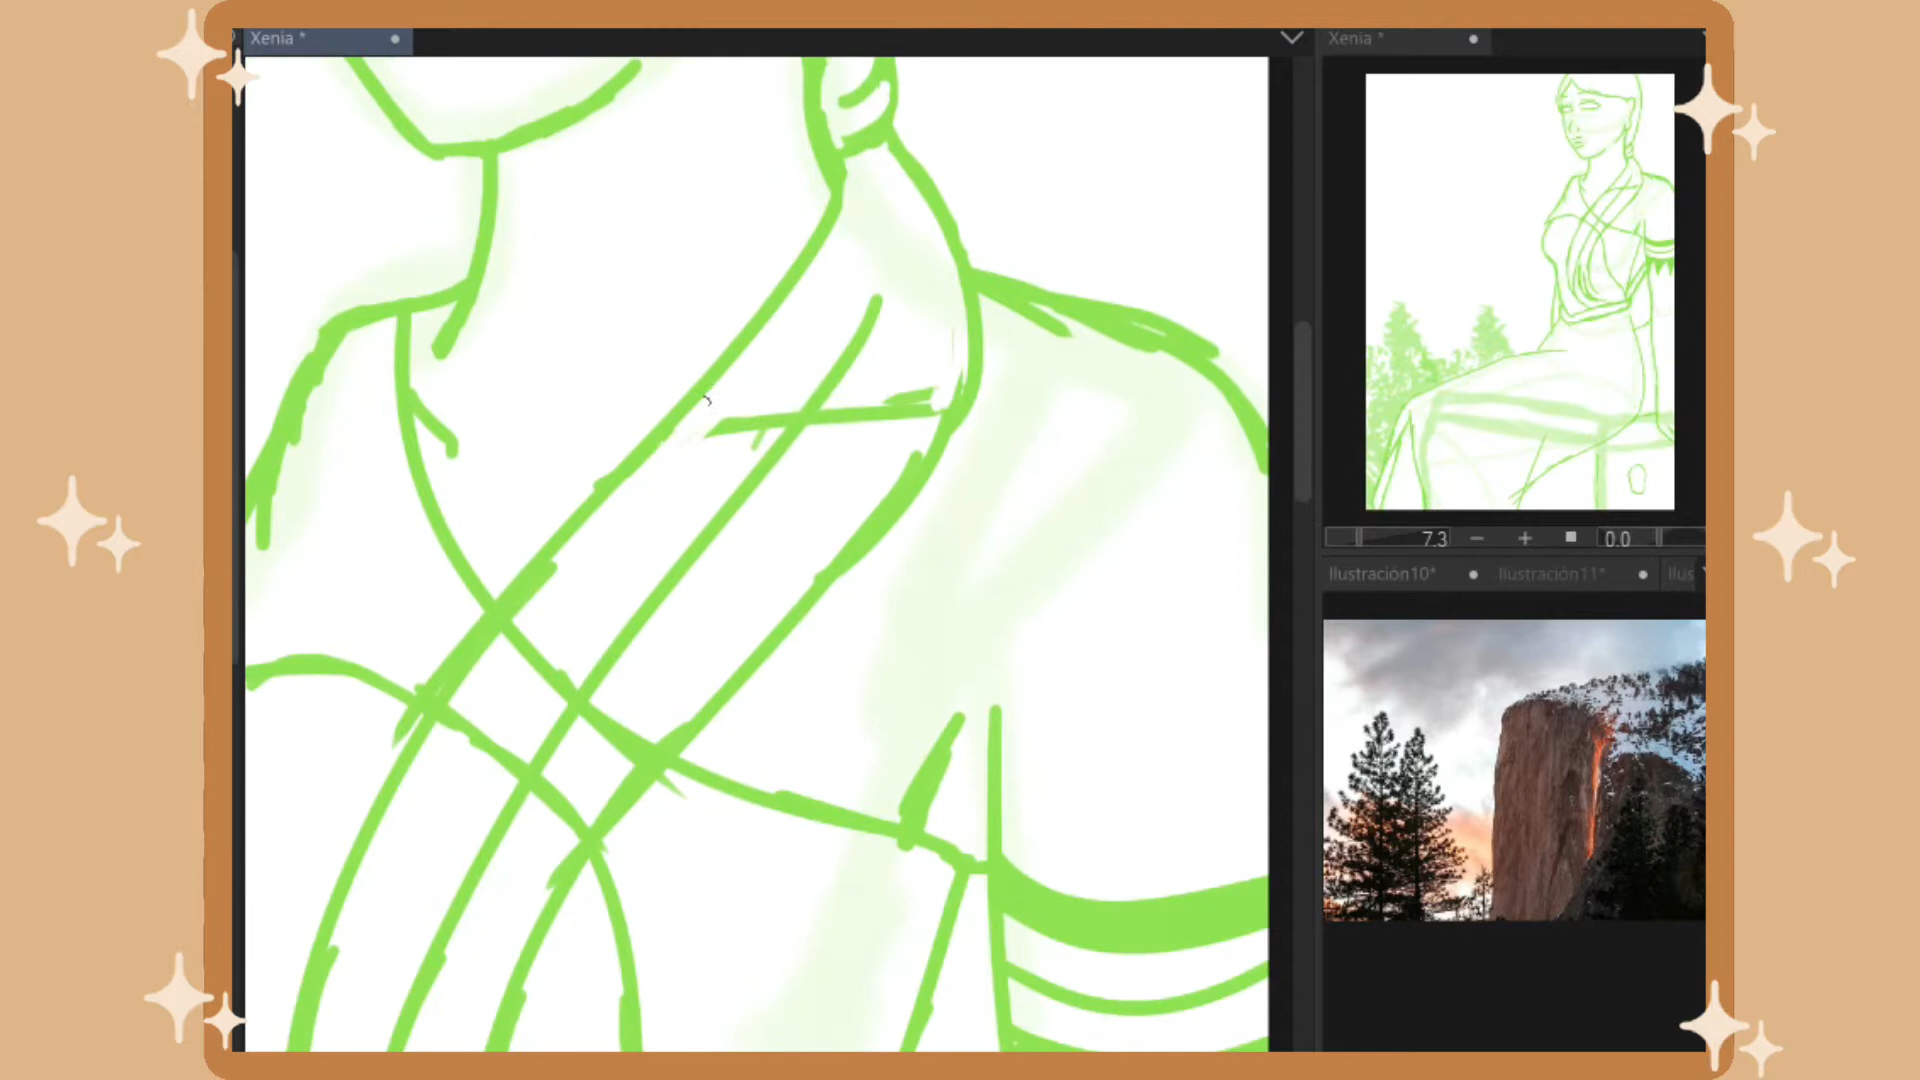 Xenia *
Xenia *
7.3
0.0
Ilustración10*
Ilustración11*
Ilus